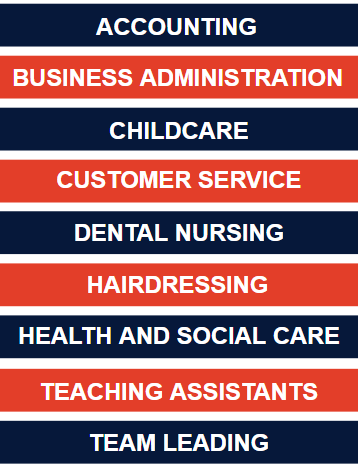 ACCOUNTING
BUSINESS ADMINISTRATION
CHILDCARE
CUSTOMER SERVICE
DENTAL NURSING
HAIRDRESSING
HEALTH AND SOCIAL CARE
TEACHING ASSISTANTS
TEAM LEADING